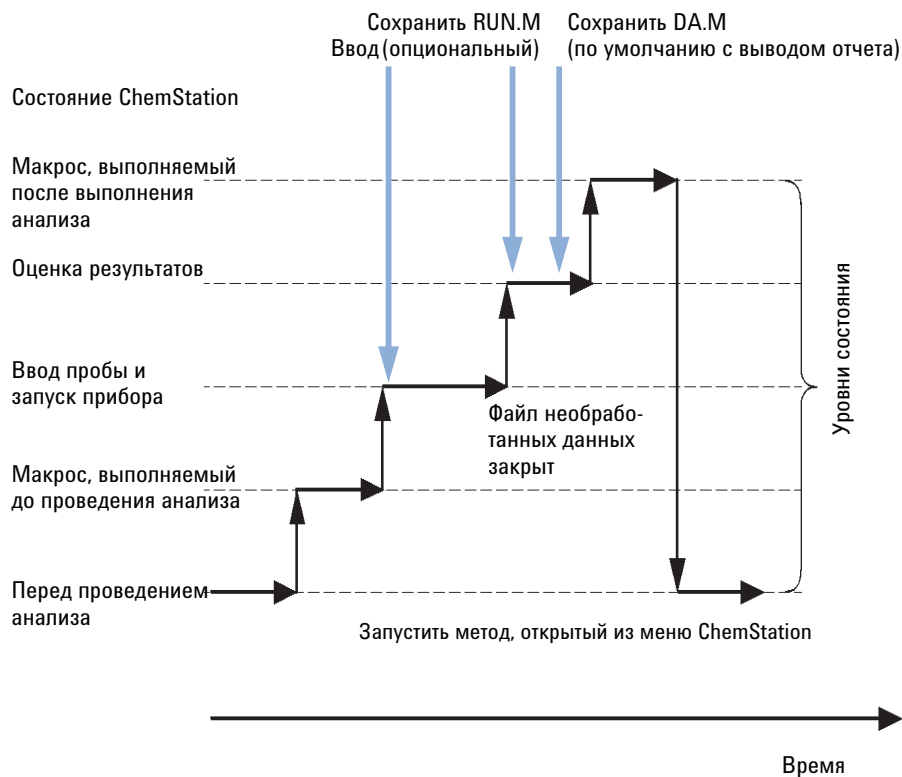 Сохранить RUN.M
Ввод (опциональный)
Сохранить DA.M
(по умолчанию с выводом отчета)
Состояние ChemStation
Макрос, выполняемый
после выполнения
анализа
Оценка результатов
Ввод пробы и
запуск прибора
Файл необрабо-
танных данных
закрыт
Макрос, выполняемый
до проведения анализа
Перед проведением
анализа
Уровни состояния
Запустить метод, открытый из меню ChemStation
Время